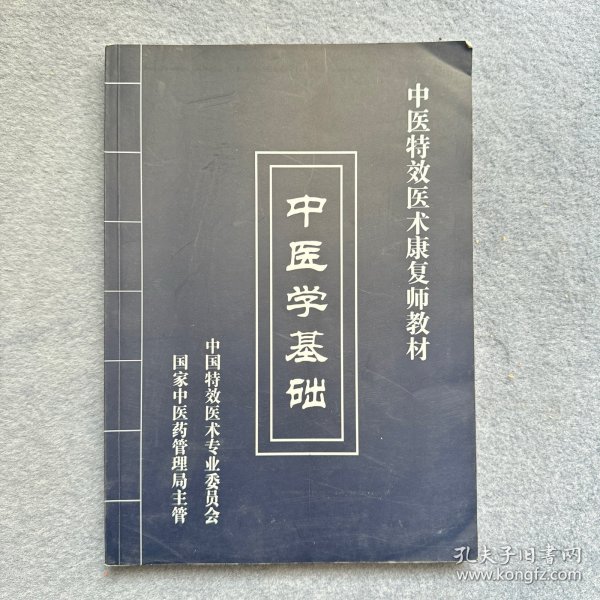 中医特效医术康复师教材
中医学基础
中国特效医术专业委员会
国家中医药管理局主管
孔夫子旧书网
www.kongfz.com